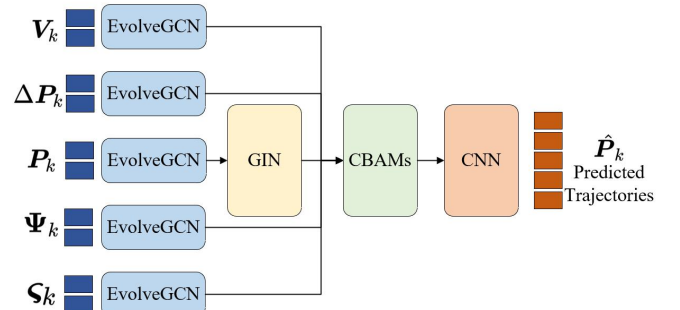 V_k EvolveGCN
ΔP_k EvolveGCN
P_k EvolveGCN GIN CBAMs CNN P̂_k
Predicted
Trajectories
Ψ_k EvolveGCN
ς_k EvolveGCN